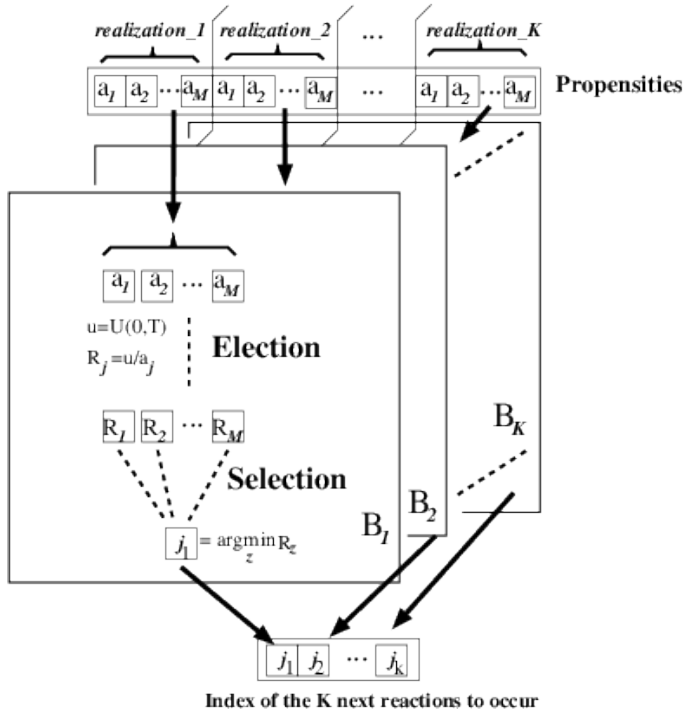 realization_1 realization_2 ... realization_K
a1 a2 ... aM a1 a2 ... aM ... a1 a2 ... aM Propensities
a1 a2 ... aM
u=U(0,T)
Election
Rj=u/aj
R1 R2 ... RM
BK
Selection
B2
B1
j1 = argmin Rz
z
j1 j2 ... jk
Index of the K next reactions to occur